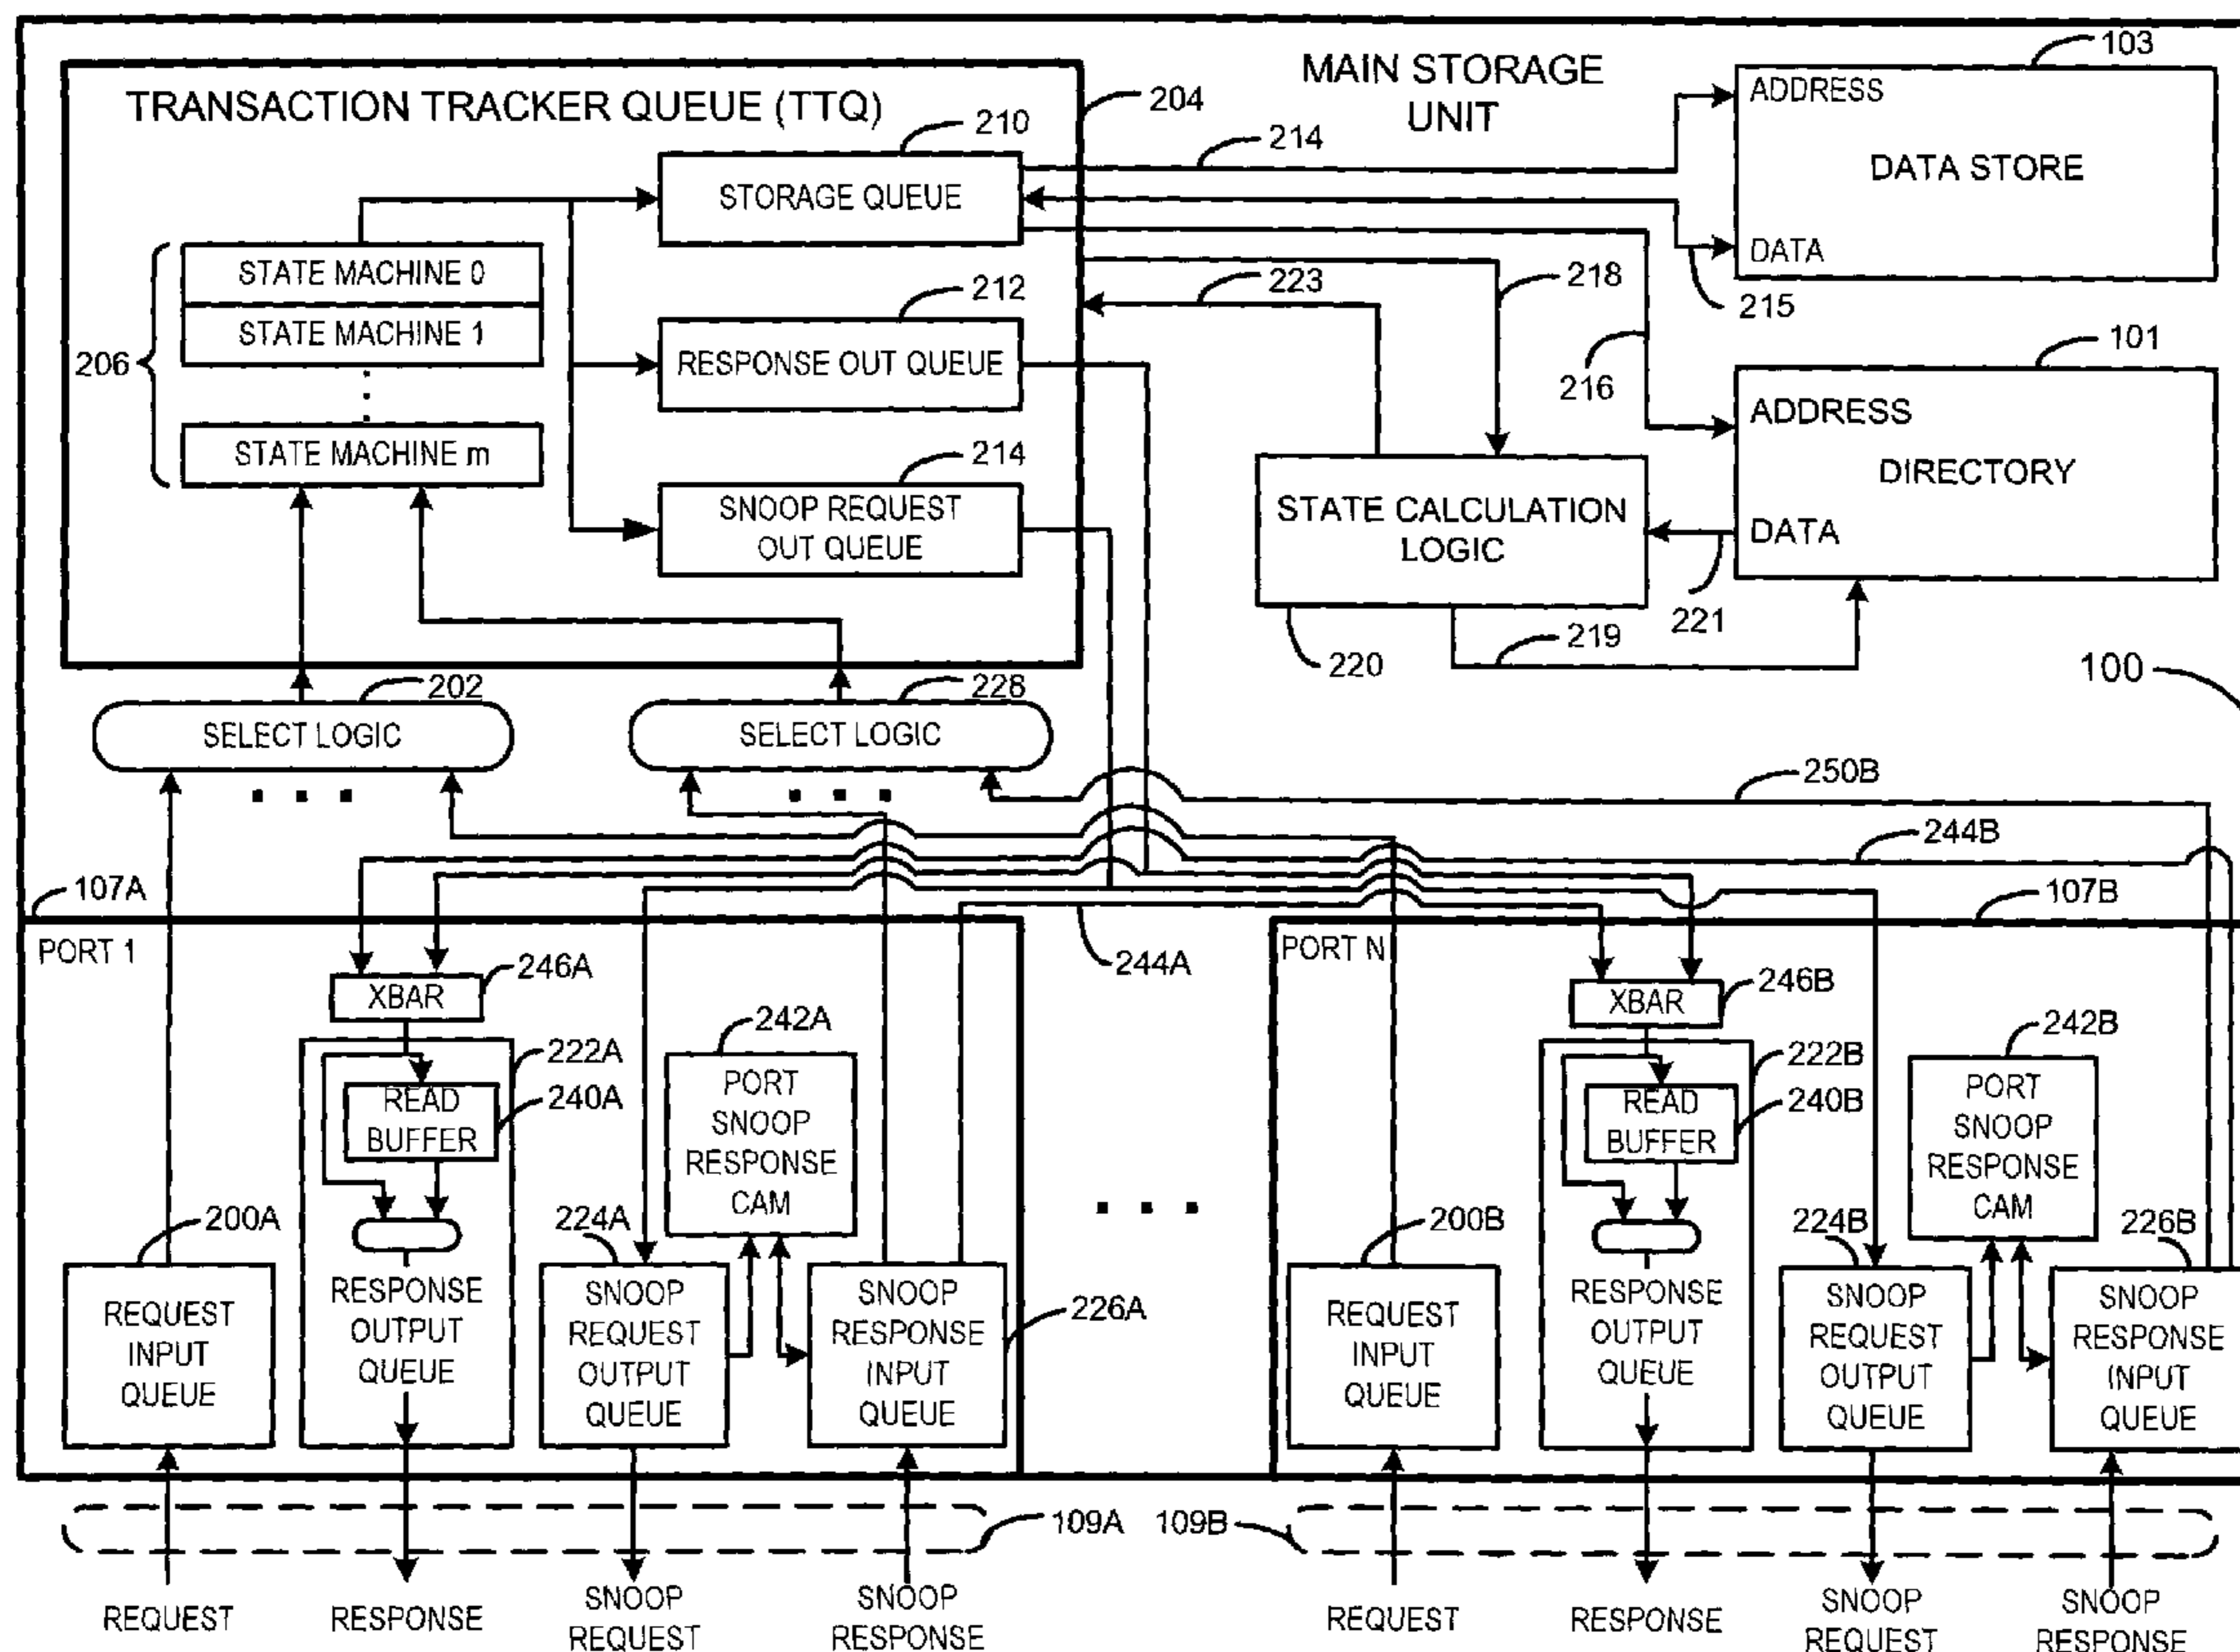 103
MAIN STORAGE
UNIT
TRANSACTION TRACKER QUEUE (TTQ)
204
210
214
ADDRESS
DATA STORE
DATA
STORAGE QUEUE
STATE MACHINE 0
STATE MACHINE 1
206
STATE MACHINE m
212
RESPONSE OUT QUEUE
214
SNOOP REQUEST
OUT QUEUE
223
218
215
216
101
ADDRESS
DIRECTORY
DATA
STATE CALCULATION
LOGIC
221
219
220
100
202
SELECT LOGIC
228
SELECT LOGIC
. . .
. . .
250B
244B
107A
107B
PORT 1
244A
PORT N
XBAR
246A
XBAR
246B
222A
READ
BUFFER
240A
242A
PORT
SNOOP
RESPONSE
CAM
222B
READ
BUFFER
240B
242B
PORT
SNOOP
RESPONSE
CAM
. . .
200A
REQUEST
INPUT
QUEUE
RESPONSE
OUTPUT
QUEUE
224A
SNOOP
REQUEST
OUTPUT
QUEUE
SNOOP
RESPONSE
INPUT
QUEUE
226A
200B
REQUEST
INPUT
QUEUE
RESPONSE
OUTPUT
QUEUE
224B
SNOOP
REQUEST
OUTPUT
QUEUE
226B
SNOOP
RESPONSE
INPUT
QUEUE
109A
109B
REQUEST
RESPONSE
SNOOP
REQUEST
SNOOP
RESPONSE
REQUEST
RESPONSE
SNOOP
REQUEST
SNOOP
RESPONSE